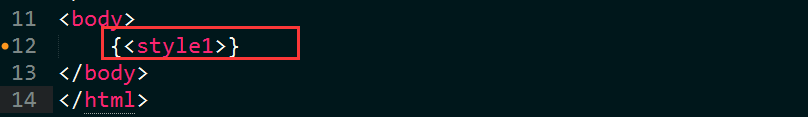 11 <body>
12 {<style1>}
13 </body>
14 </html>